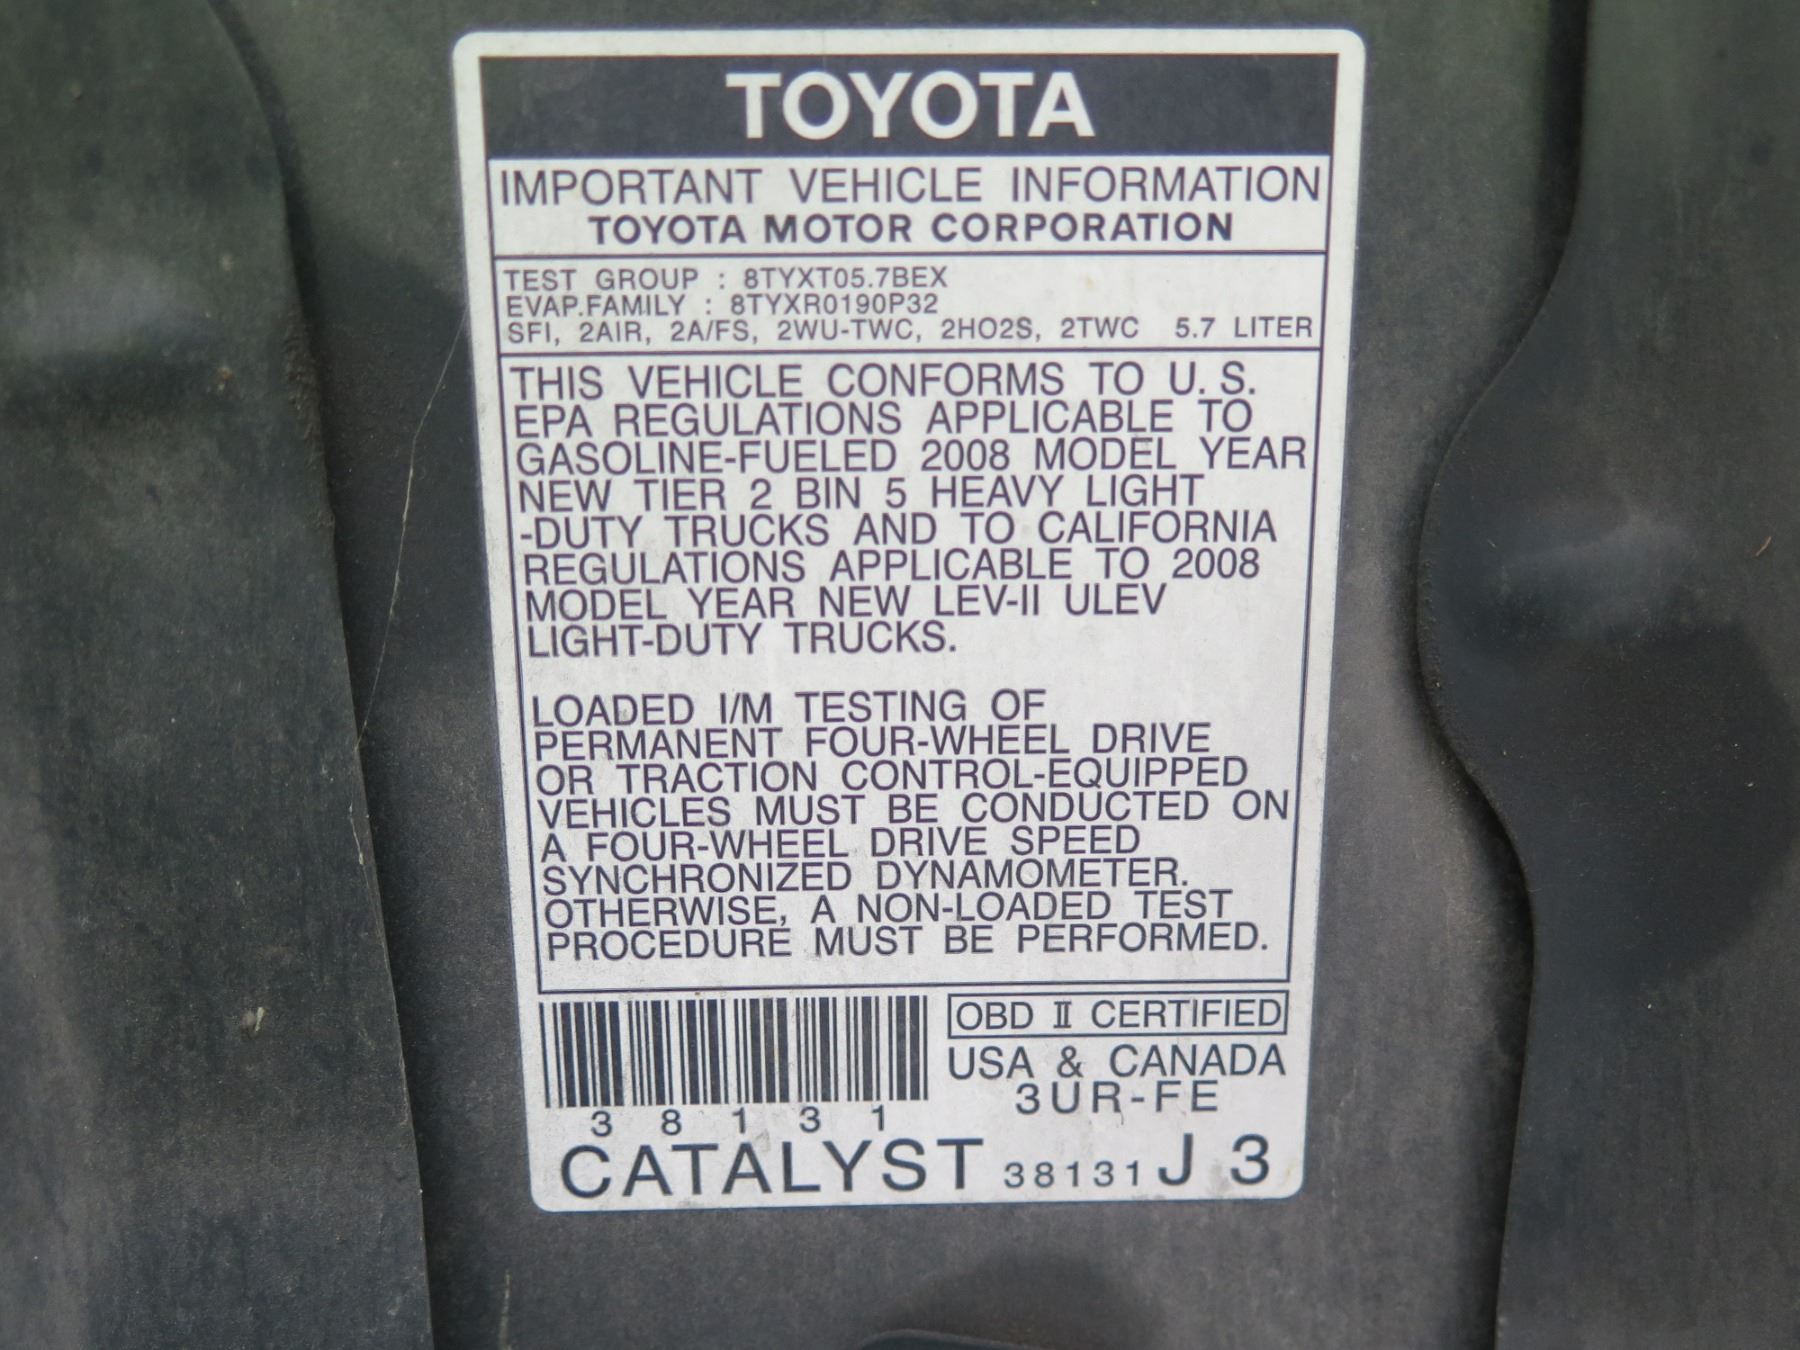 TOYOTA
IMPORTANT VEHICLE INFORMATION
TOYOTA MOTOR CORPORATION
TEST GROUP : 8TYXT05.7BEX
EVAP.FAMILY : 8TYXR0190P32
SFI, 2AIR, 2A/FS, 2WU-TWC, 2HO2S, 2TWC 5.7 LITER
THIS VEHICLE CONFORMS TO U. S.
EPA REGULATIONS APPLICABLE TO
GASOLINE-FUELED 2008 MODEL YEAR
NEW TIER 2 BIN 5 HEAVY LIGHT
-DUTY TRUCKS AND TO CALIFORNIA
REGULATIONS APPLICABLE TO 2008
MODEL YEAR NEW LEV-II ULEV
LIGHT-DUTY TRUCKS.
LOADED I/M TESTING OF
PERMANENT FOUR-WHEEL DRIVE
OR TRACTION CONTROL-EQUIPPED
VEHICLES MUST BE CONDUCTED ON
A FOUR-WHEEL DRIVE SPEED
SYNCHRONIZED DYNAMOMETER.
OTHERWISE, A NON-LOADED TEST
PROCEDURE MUST BE PERFORMED.
OBD II CERTIFIED
USA & CANADA
3UR-FE
3 8 1 3 1
CATALYST 38131 J 3